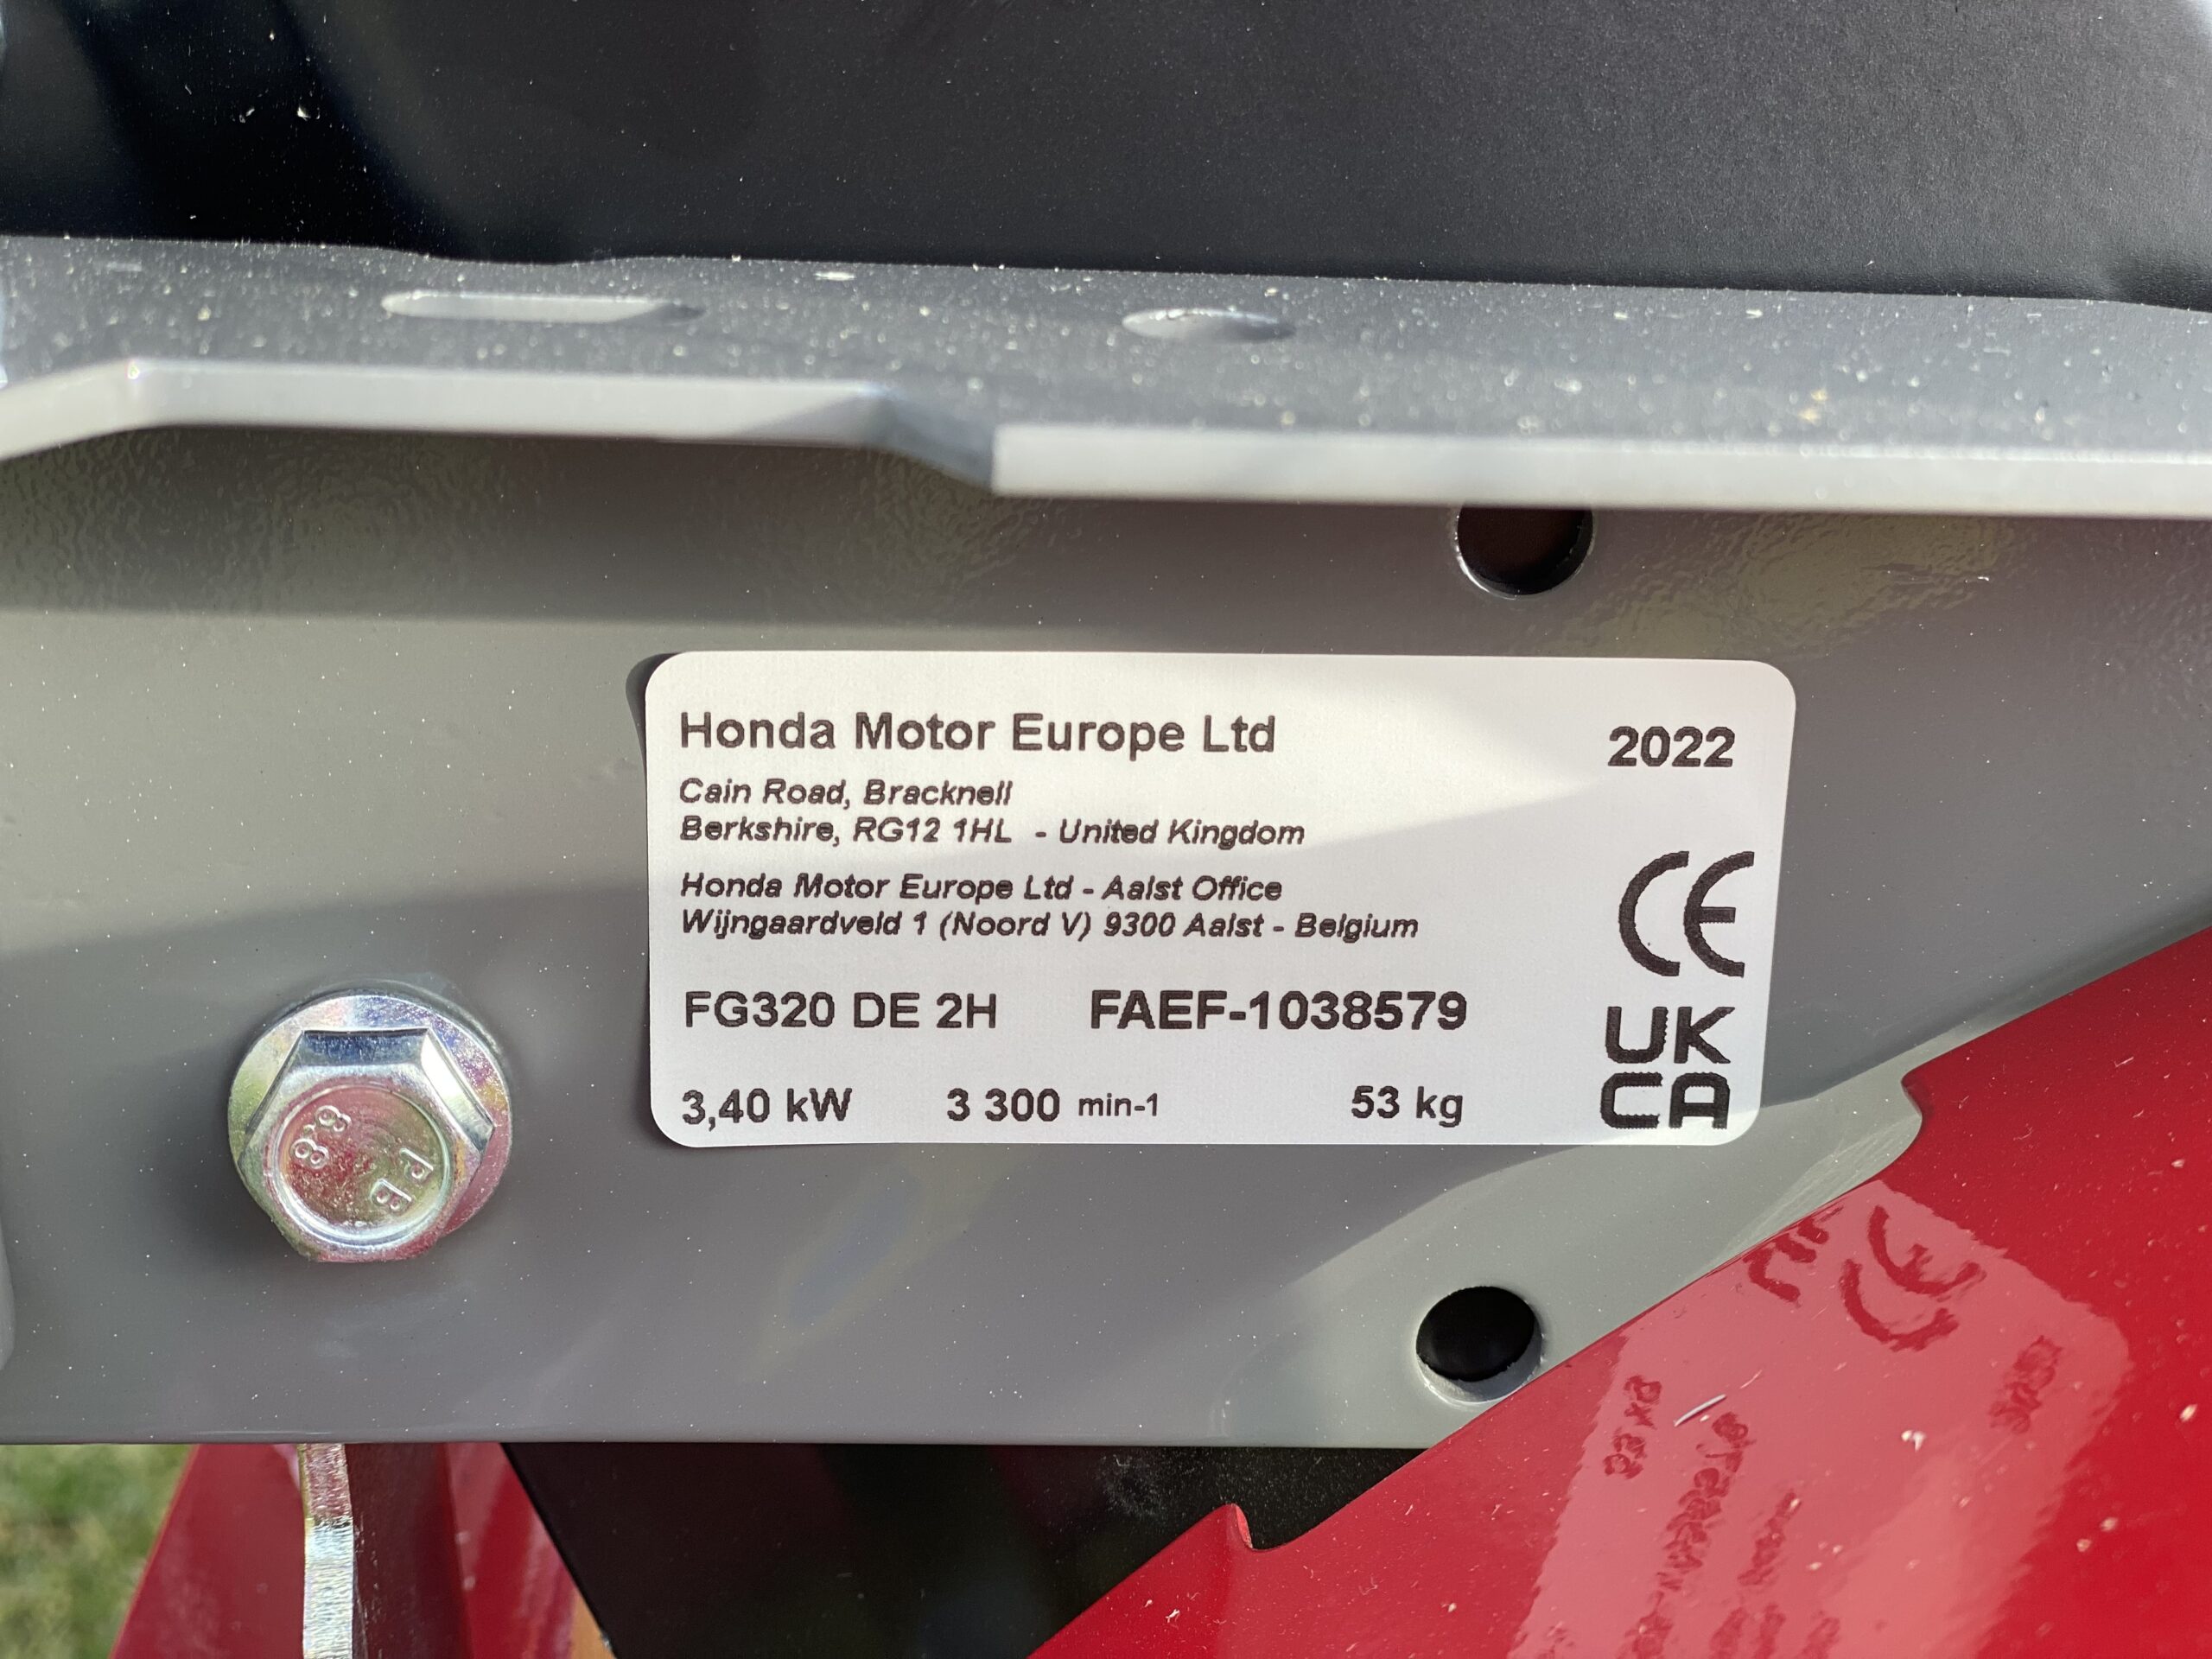 Honda Motor Europe Ltd
2022
Cain Road, Bracknell
Berkshire, RG12 1HL - United Kingdom
Honda Motor Europe Ltd - Aalst Office
Wijngaardveld 1 (Noord V) 9300 Aalst - Belgium
CE
FG320 DE 2H FAEF-1038579
UK
CA
3,40 kW 3 300 min-1 53 kg
8.8